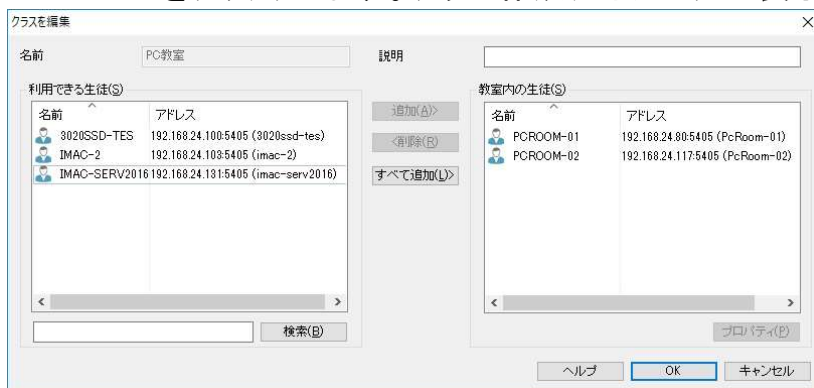 クラスを編集
名前 PC教室 説明
利用できる生徒(S) 教室内の生徒(S)
名前 アドレス
3020SSD-TES 192.168.24.100:5405 (3020ssd-tes)
IMAC-2 192.168.24.103:5405 (imac-2)
IMAC-SERV2016 192.168.24.131:5405 (imac-serv2016)
追加(A)>
<削除(R)
すべて追加(L)>
名前 アドレス
PCROOM-01 192.168.24.80:5405 (PcRoom-01)
PCROOM-02 192.168.24.117:5405 (PcRoom-02)
検索(B)
プロパティ(P)
ヘルプ OK キャンセル